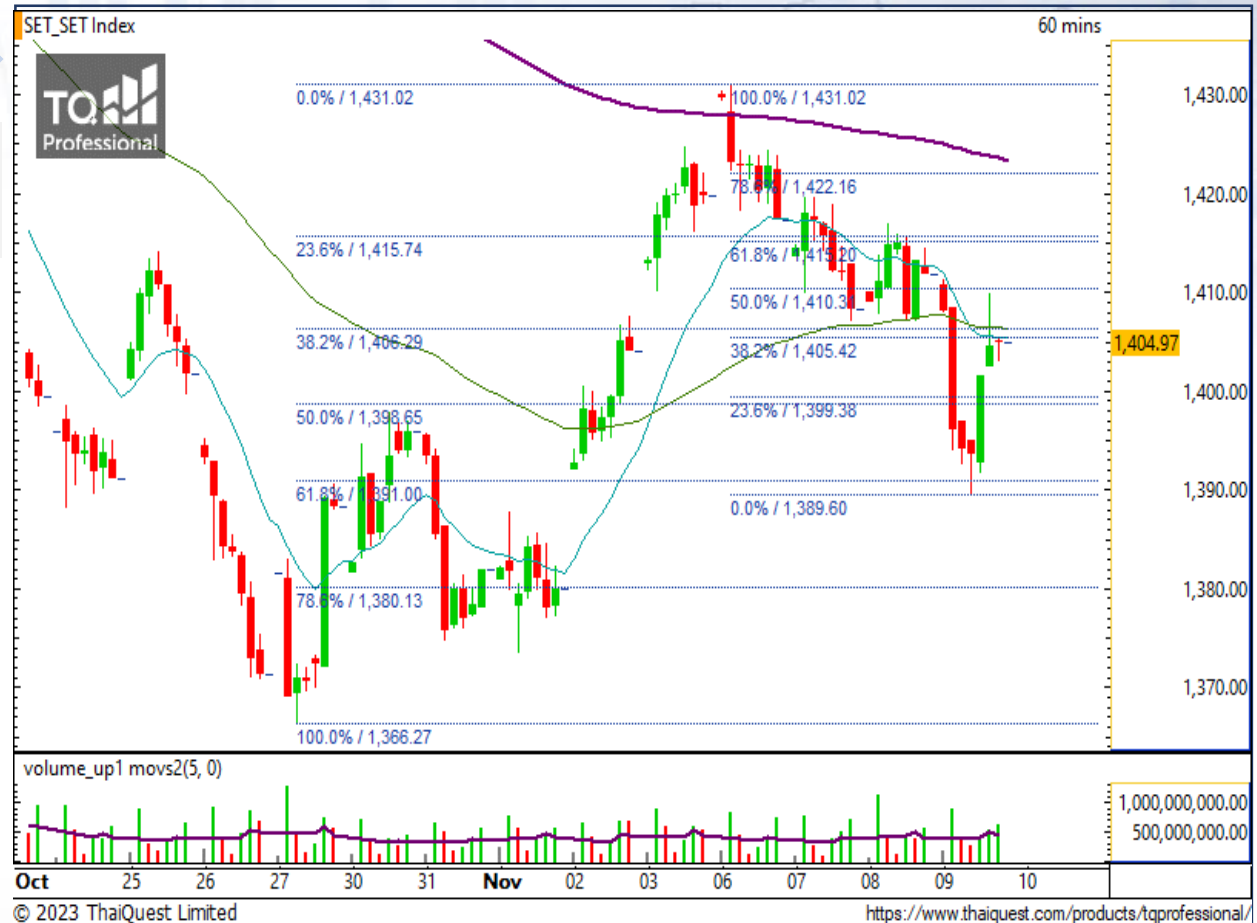 SET_SET Index 60 mins
TQ
Professional
0.0% / 1,431.02
100.0% / 1,431.02
78.6% / 1,422.16
23.6% / 1,415.74
61.8% / 1,415.20
50.0% / 1,410.31
38.2% / 1,406.29
38.2% / 1,405.42
50.0% / 1,398.65
23.6% / 1,399.38
61.8% / 1,391.00
0.0% / 1,389.60
78.6% / 1,380.13
100.0% / 1,366.27
1,430.00
1,420.00
1,410.00
1,404.97
1,400.00
1,390.00
1,380.00
1,370.00
volume_up1 movs2(5, 0)
1,000,000,000.00
500,000,000.00
Oct 25 26 27 30 31 Nov 02 03 06 07 08 09 10
© 2023 ThaiQuest Limited https://www.thaiquest.com/products/tqprofessional/